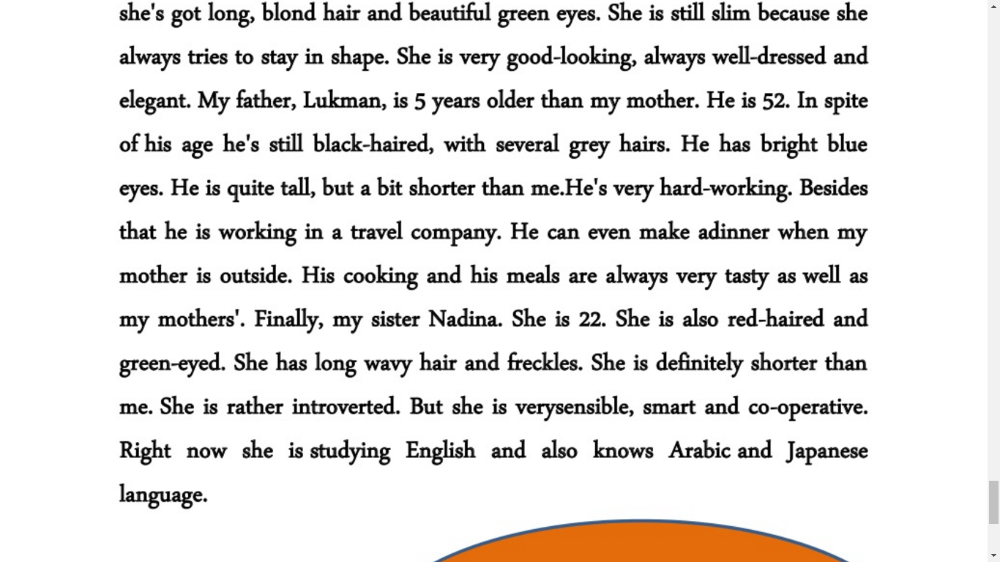 she's got long, blond hair and beautiful green eyes. She is still slim because she
always tries to stay in shape. She is very good-looking, always well-dressed and
elegant. My father, Lukman, is 5 years older than my mother. He is 52. In spite
of his age he's still black-haired, with several grey hairs. He has bright blue
eyes. He is quite tall, but a bit shorter than me.He's very hard-working. Besides
that he is working in a travel company. He can even make adinner when my
mother is outside. His cooking and his meals are always very tasty as well as
my mothers'. Finally, my sister Nadina. She is 22. She is also red-haired and
green-eyed. She has long wavy hair and freckles. She is definitely shorter than
me. She is rather introverted. But she is verysensible, smart and co-operative.
Right now she is studying English and also knows Arabic and Japanese
language.